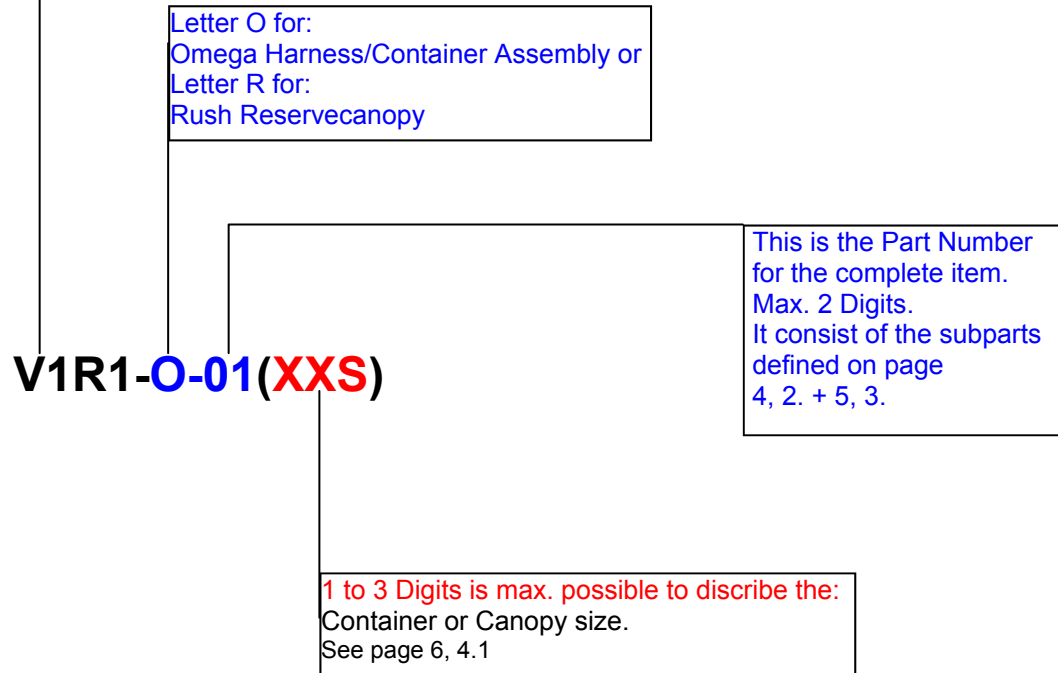 Letter O for:
Omega Harness/Container Assembly or
Letter R for:
Rush Reservecanopy
This is the Part Number
for the complete item.
Max. 2 Digits.
It consist of the subparts
defined on page
4, 2. + 5, 3.
V1R1-O-01(XXS)
1 to 3 Digits is max. possible to discribe the:
Container or Canopy size.
See page 6, 4.1